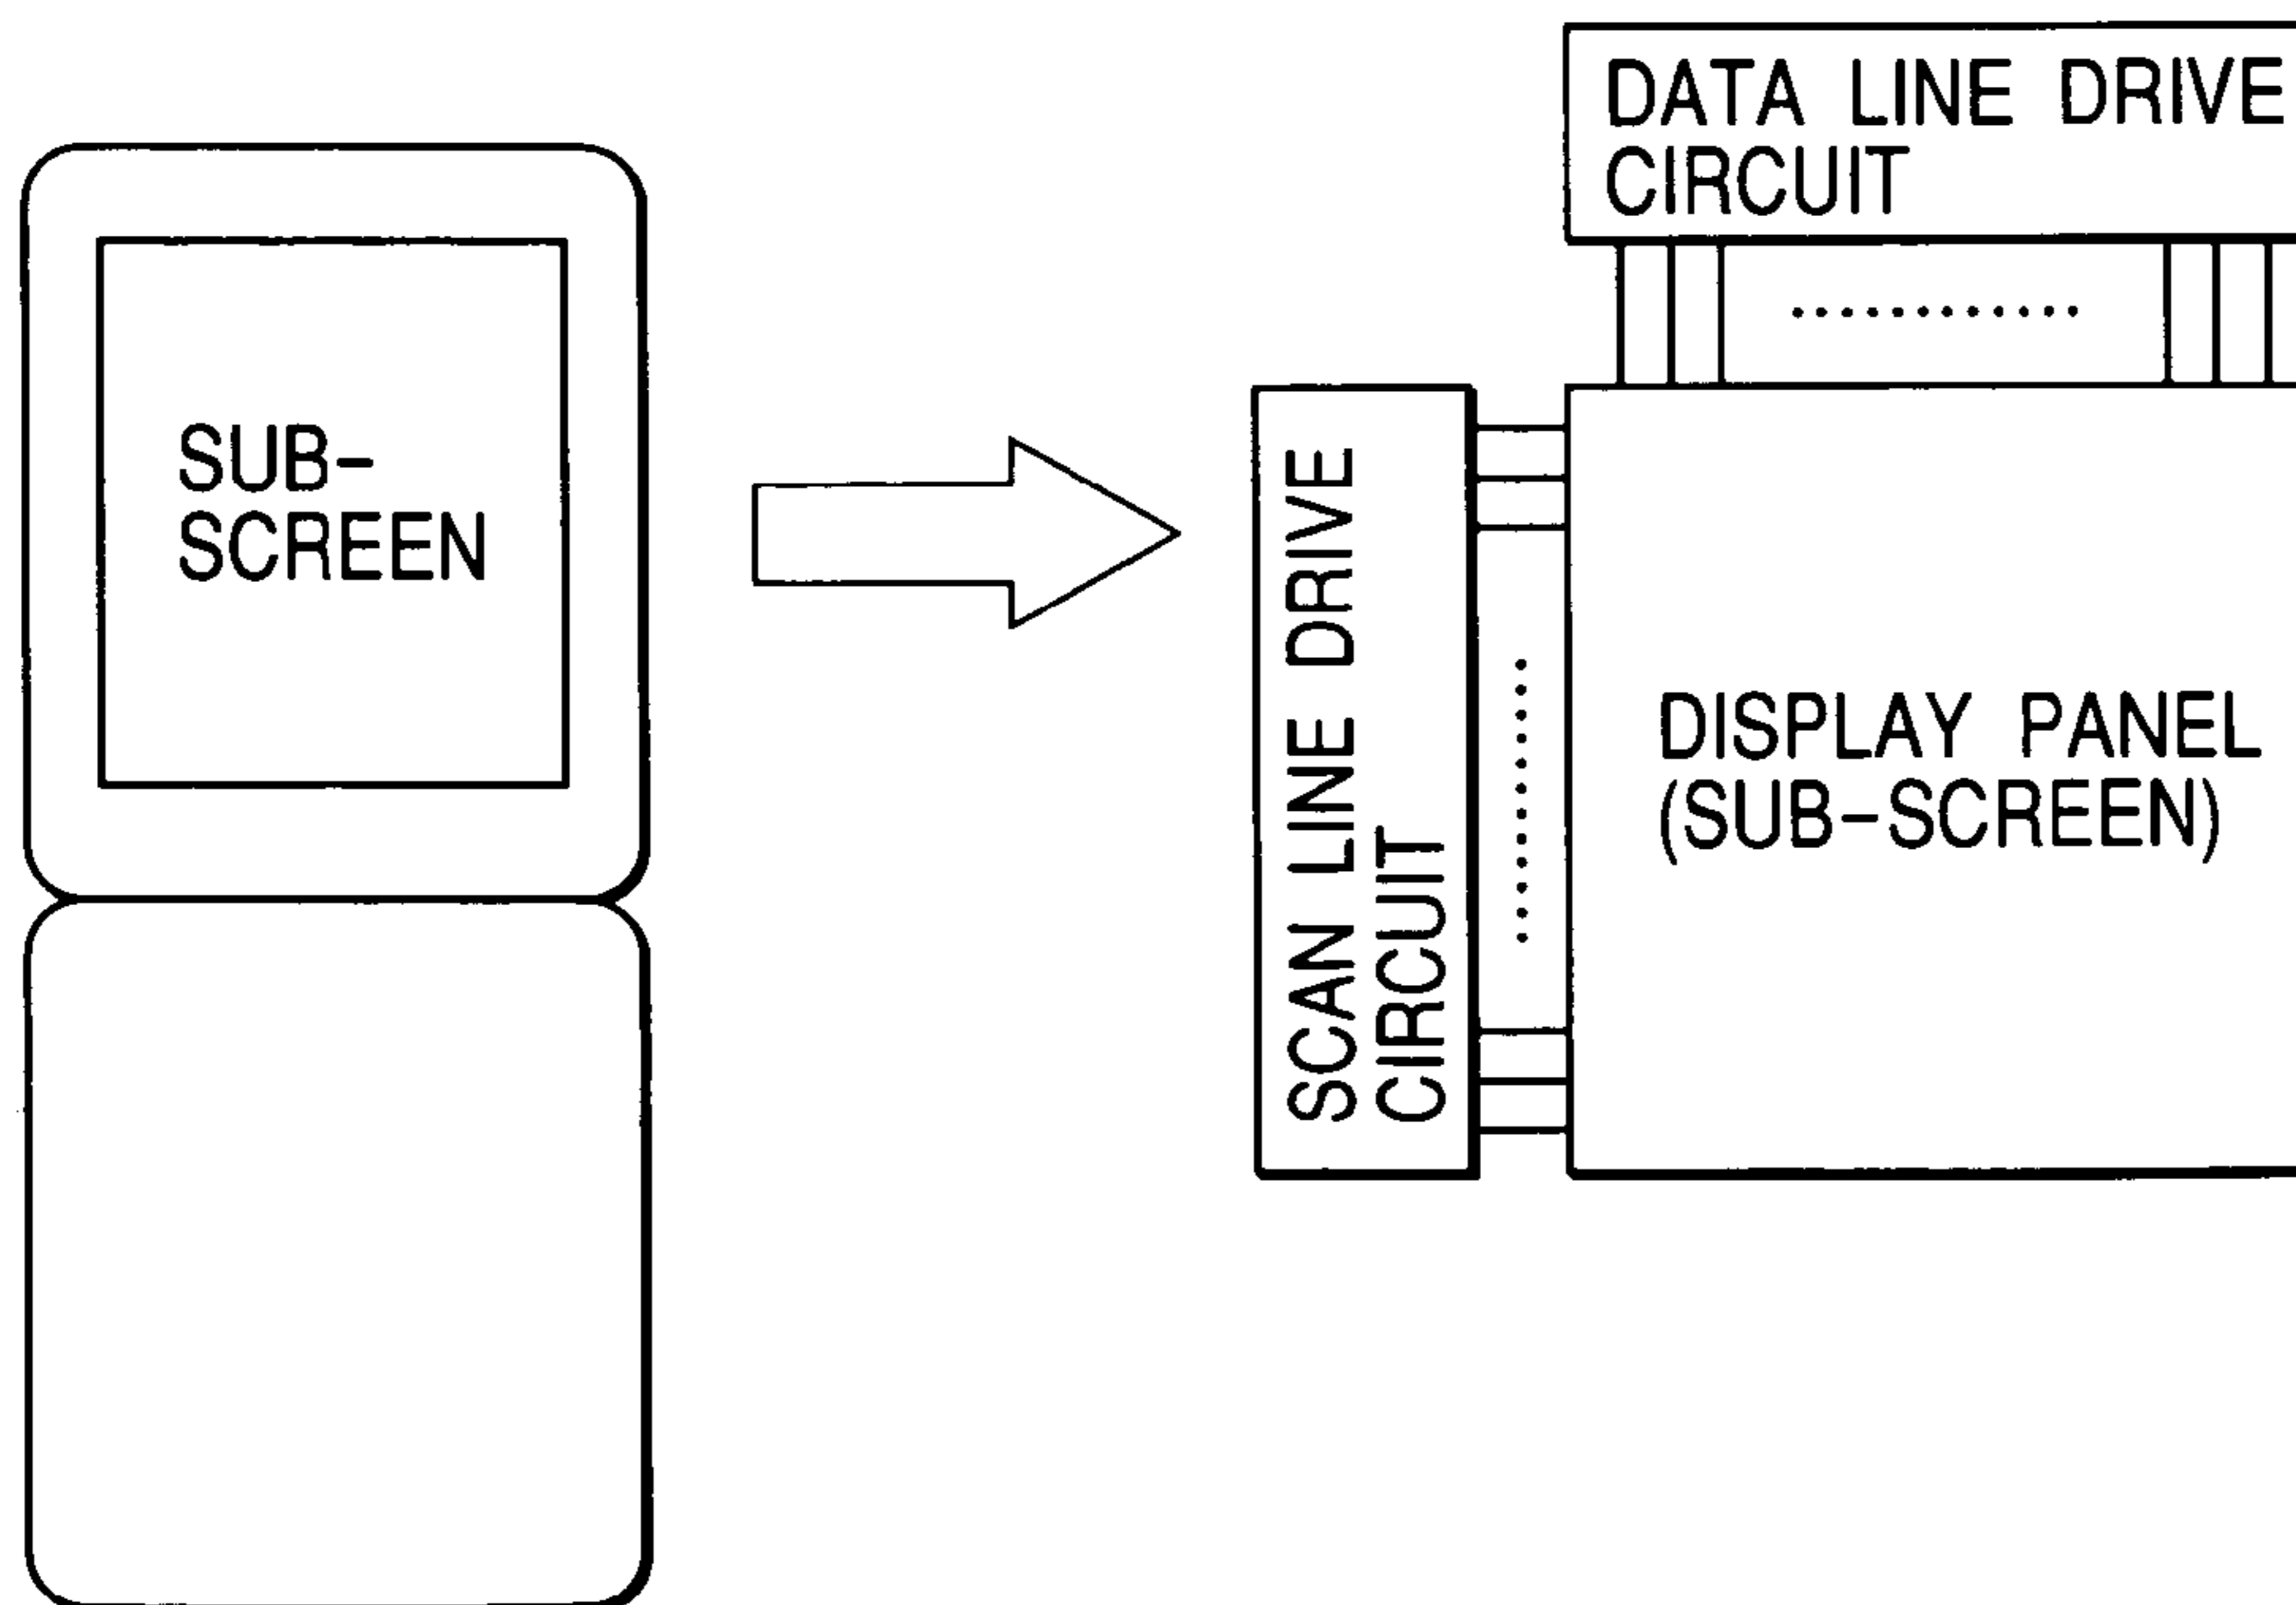 SUB-
SCREEN
DATA LINE DRIVE
CIRCUIT
SCAN LINE DRIVE
CIRCUIT
DISPLAY PANEL
(SUB-SCREEN)